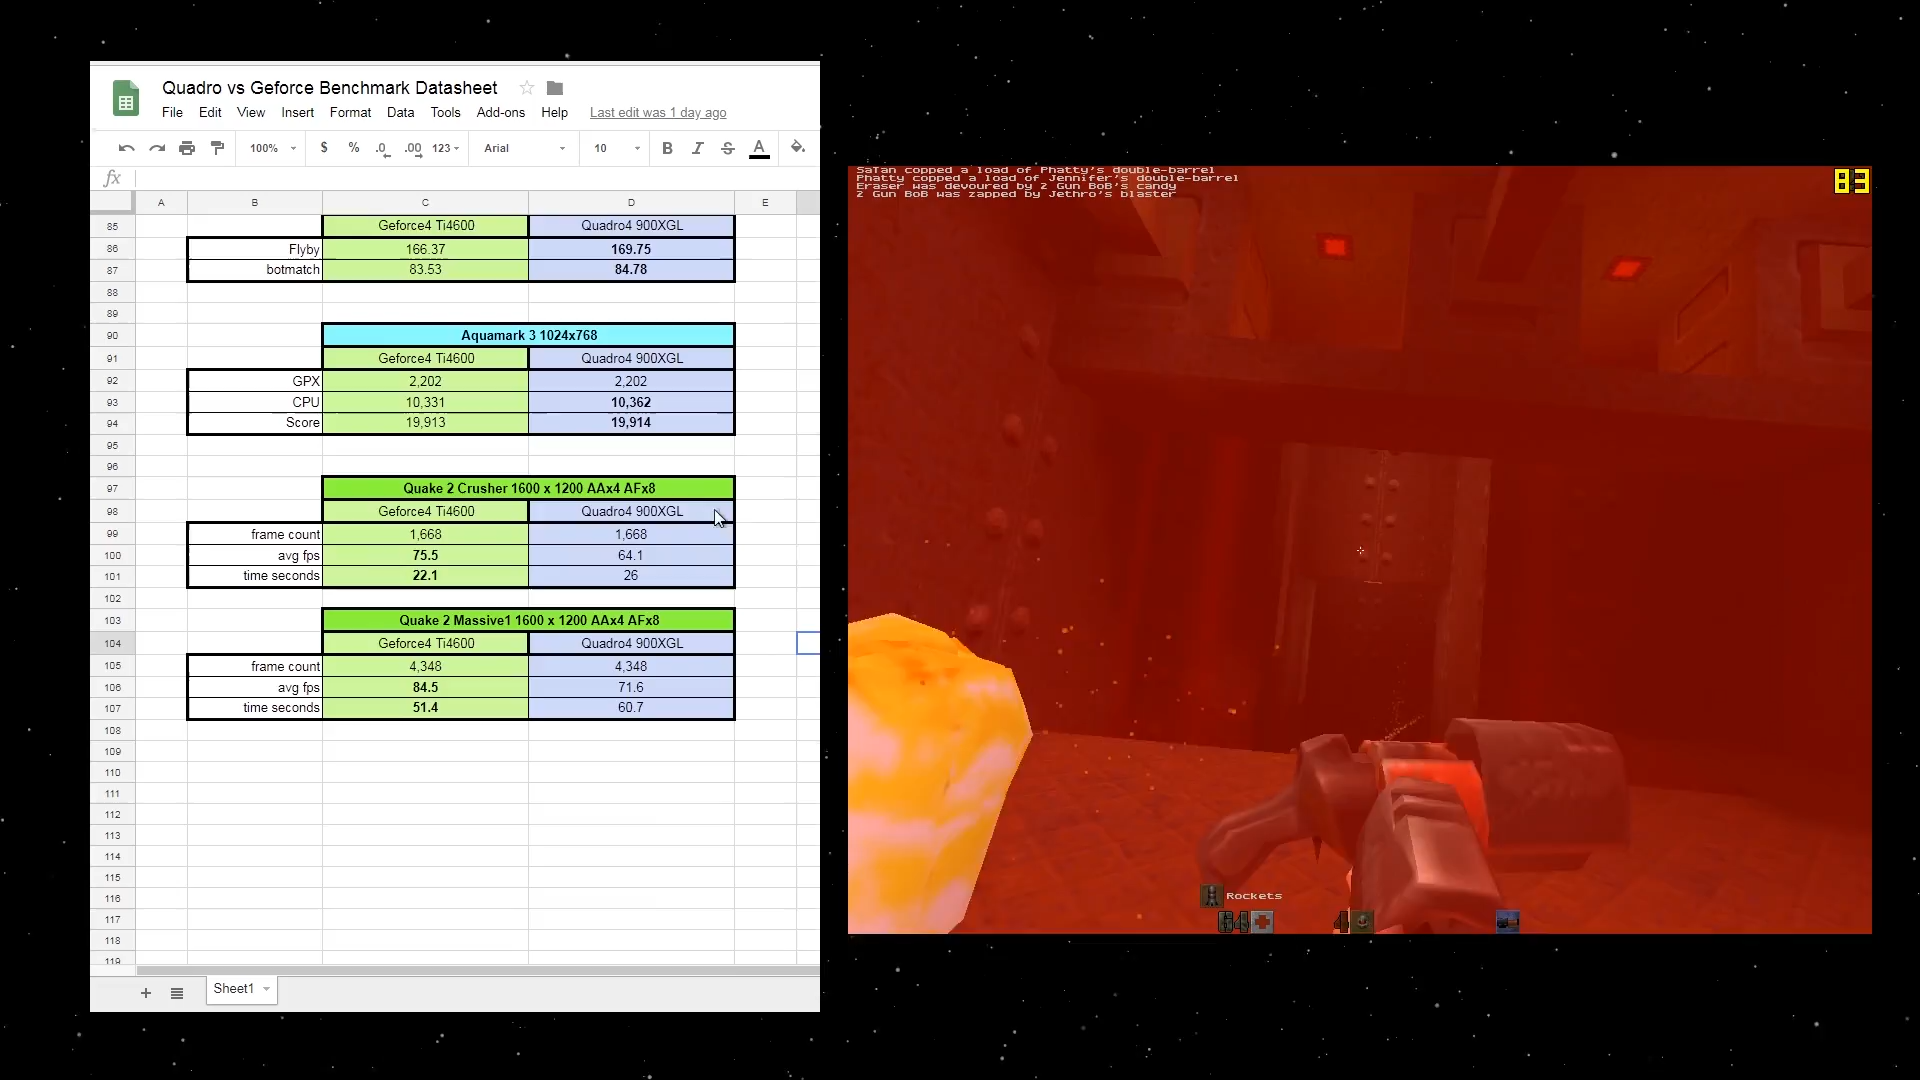 Quadro vs Geforce Benchmark Datasheet
File Edit View Insert Format Data Tools Add-ons Help Last edit was 1 day ago
100% $ % .0 .00 123 Arial 10 B I S A
fx
A B C D E
85 Geforce4 Ti4600 Quadro4 900XGL
86 Flyby 166.37 169.75
87 botmatch 83.53 84.78
88
89
90 Aquamark 3 1024x768
91 Geforce4 Ti4600 Quadro4 900XGL
92 GPX 2,202 2,202
93 CPU 10,331 10,362
94 Score 19,913 19,914
95
96
97 Quake 2 Crusher 1600 x 1200 AAx4 AFx8
98 Geforce4 Ti4600 Quadro4 900XGL
99 frame count 1,668 1,668
100 avg fps 75.5 64.1
101 time seconds 22.1 26
102
103 Quake 2 Massive1 1600 x 1200 AAx4 AFx8
104 Geforce4 Ti4600 Quadro4 900XGL
105 frame count 4,348 4,348
106 avg fps 84.5 71.6
107 time seconds 51.4 60.7
108
109
110
111
112
113
114
115
116
117
118
119
Sheet1
SaTan copped a load of Phatty's double-barrel
Phatty copped a load of Jennifer's double-barrel
Eraser was devoured by 2 Gun BoB's candy
2 Gun BoB was zapped by Jethro's blaster
83
Rockets
64 4